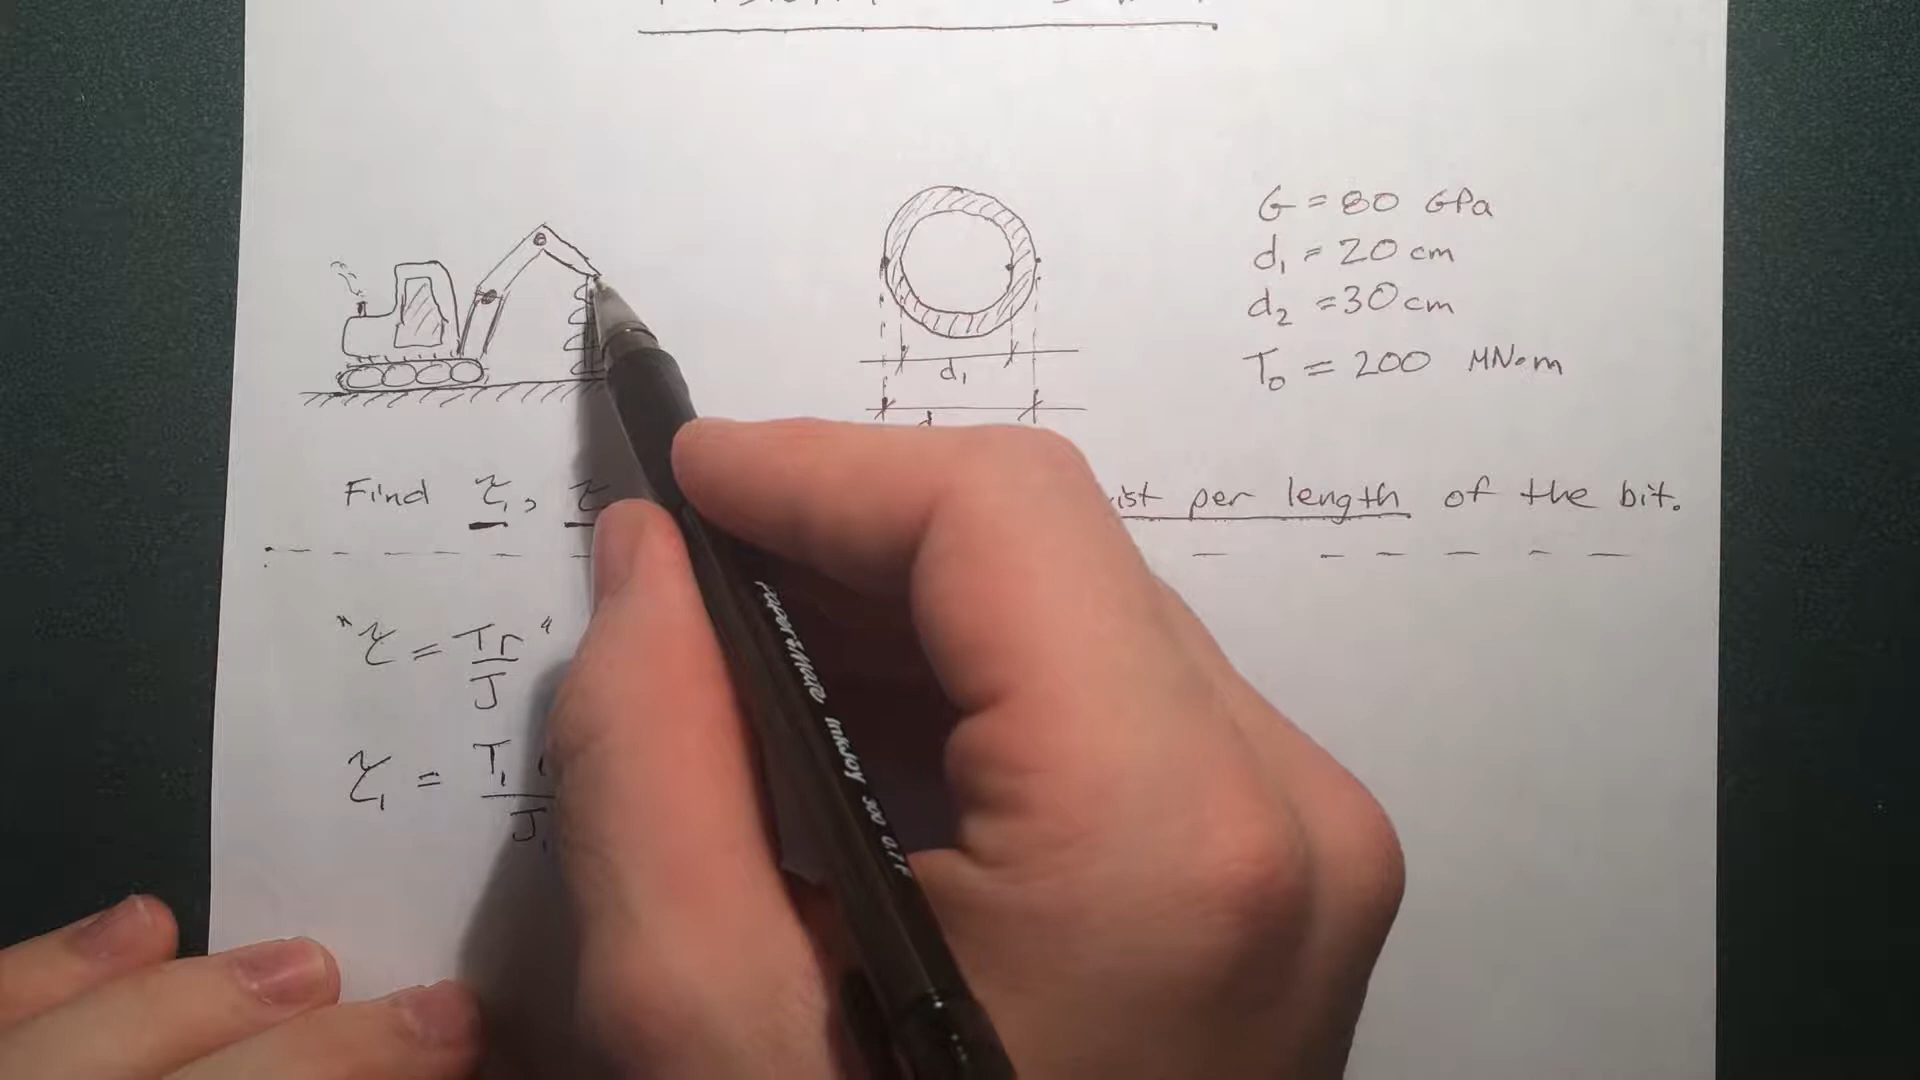 G = 80 GPa
d₁ = 20 cm
d₂ = 30 cm
T₀ = 200 MN·m
d₁
d
Find τ₁, τ per length of the bit.
"τ = Tr/J"
τ₁ = T₁ / J₁
PaperMate InkJoy 300